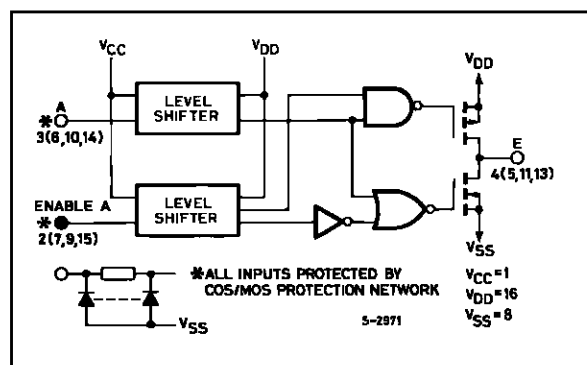 VCC
VDD
LEVEL
SHIFTER
* A
3(6,10,14)
LEVEL
SHIFTER
ENABLE A
*
2(7,9,15)
VDD
E
4(5,11,13)
VSS
*ALL INPUTS PROTECTED BY
COS/MOS PROTECTION NETWORK
VSS
S-2971
VCC=1
VDD=16
VSS=8